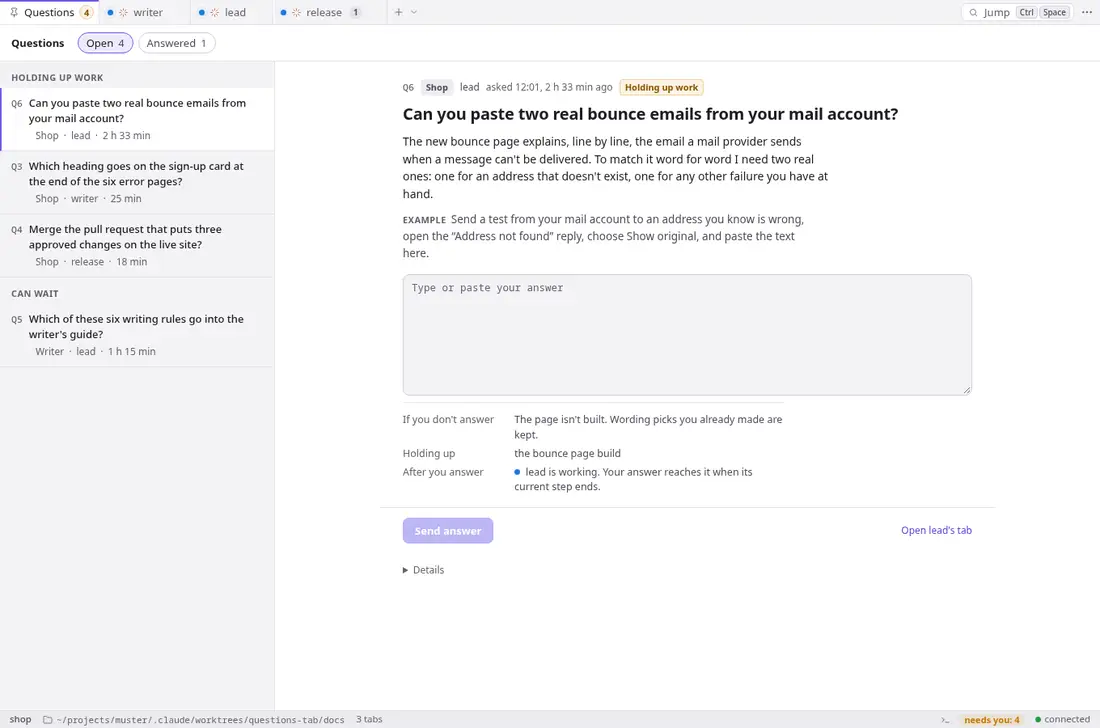 Questions 4 writer lead release 1 + Jump Ctrl Space ···
Questions Open 4 Answered 1
HOLDING UP WORK
Q6 Can you paste two real bounce emails from
your mail account?
Shop · lead · 2 h 33 min
Q3 Which heading goes on the sign-up card at
the end of the six error pages?
Shop · writer · 25 min
Q4 Merge the pull request that puts three
approved changes on the live site?
Shop · release · 18 min
CAN WAIT
Q5 Which of these six writing rules go into the
writer's guide?
Writer · lead · 1 h 15 min
Q6 Shop lead asked 12:01, 2 h 33 min ago Holding up work
Can you paste two real bounce emails from your mail account?
The new bounce page explains, line by line, the email a mail provider sends
when a message can't be delivered. To match it word for word I need two real
ones: one for an address that doesn't exist, one for any other failure you have at
hand.
EXAMPLE Send a test from your mail account to an address you know is wrong,
open the “Address not found” reply, choose Show original, and paste the text
here.
Type or paste your answer
If you don't answer The page isn't built. Wording picks you already made are
kept.
Holding up the bounce page build
After you answer lead is working. Your answer reaches it when its
current step ends.
Send answer Open lead's tab
Details
shop ~/projects/muster/.claude/worktrees/questions-tab/docs 3 tabs >_ needs you: 4 connected